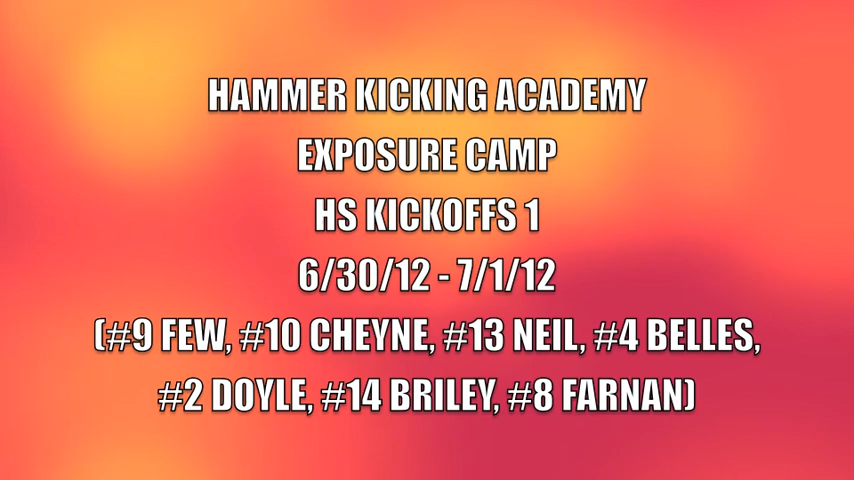 HAMMER KICKING ACADEMY
EXPOSURE CAMP
HS KICKOFFS 1
6/30/12 - 7/1/12
(#9 FEW, #10 CHEYNE, #13 NEIL, #4 BELLES,
#2 DOYLE, #14 BRILEY, #8 FARNAN)